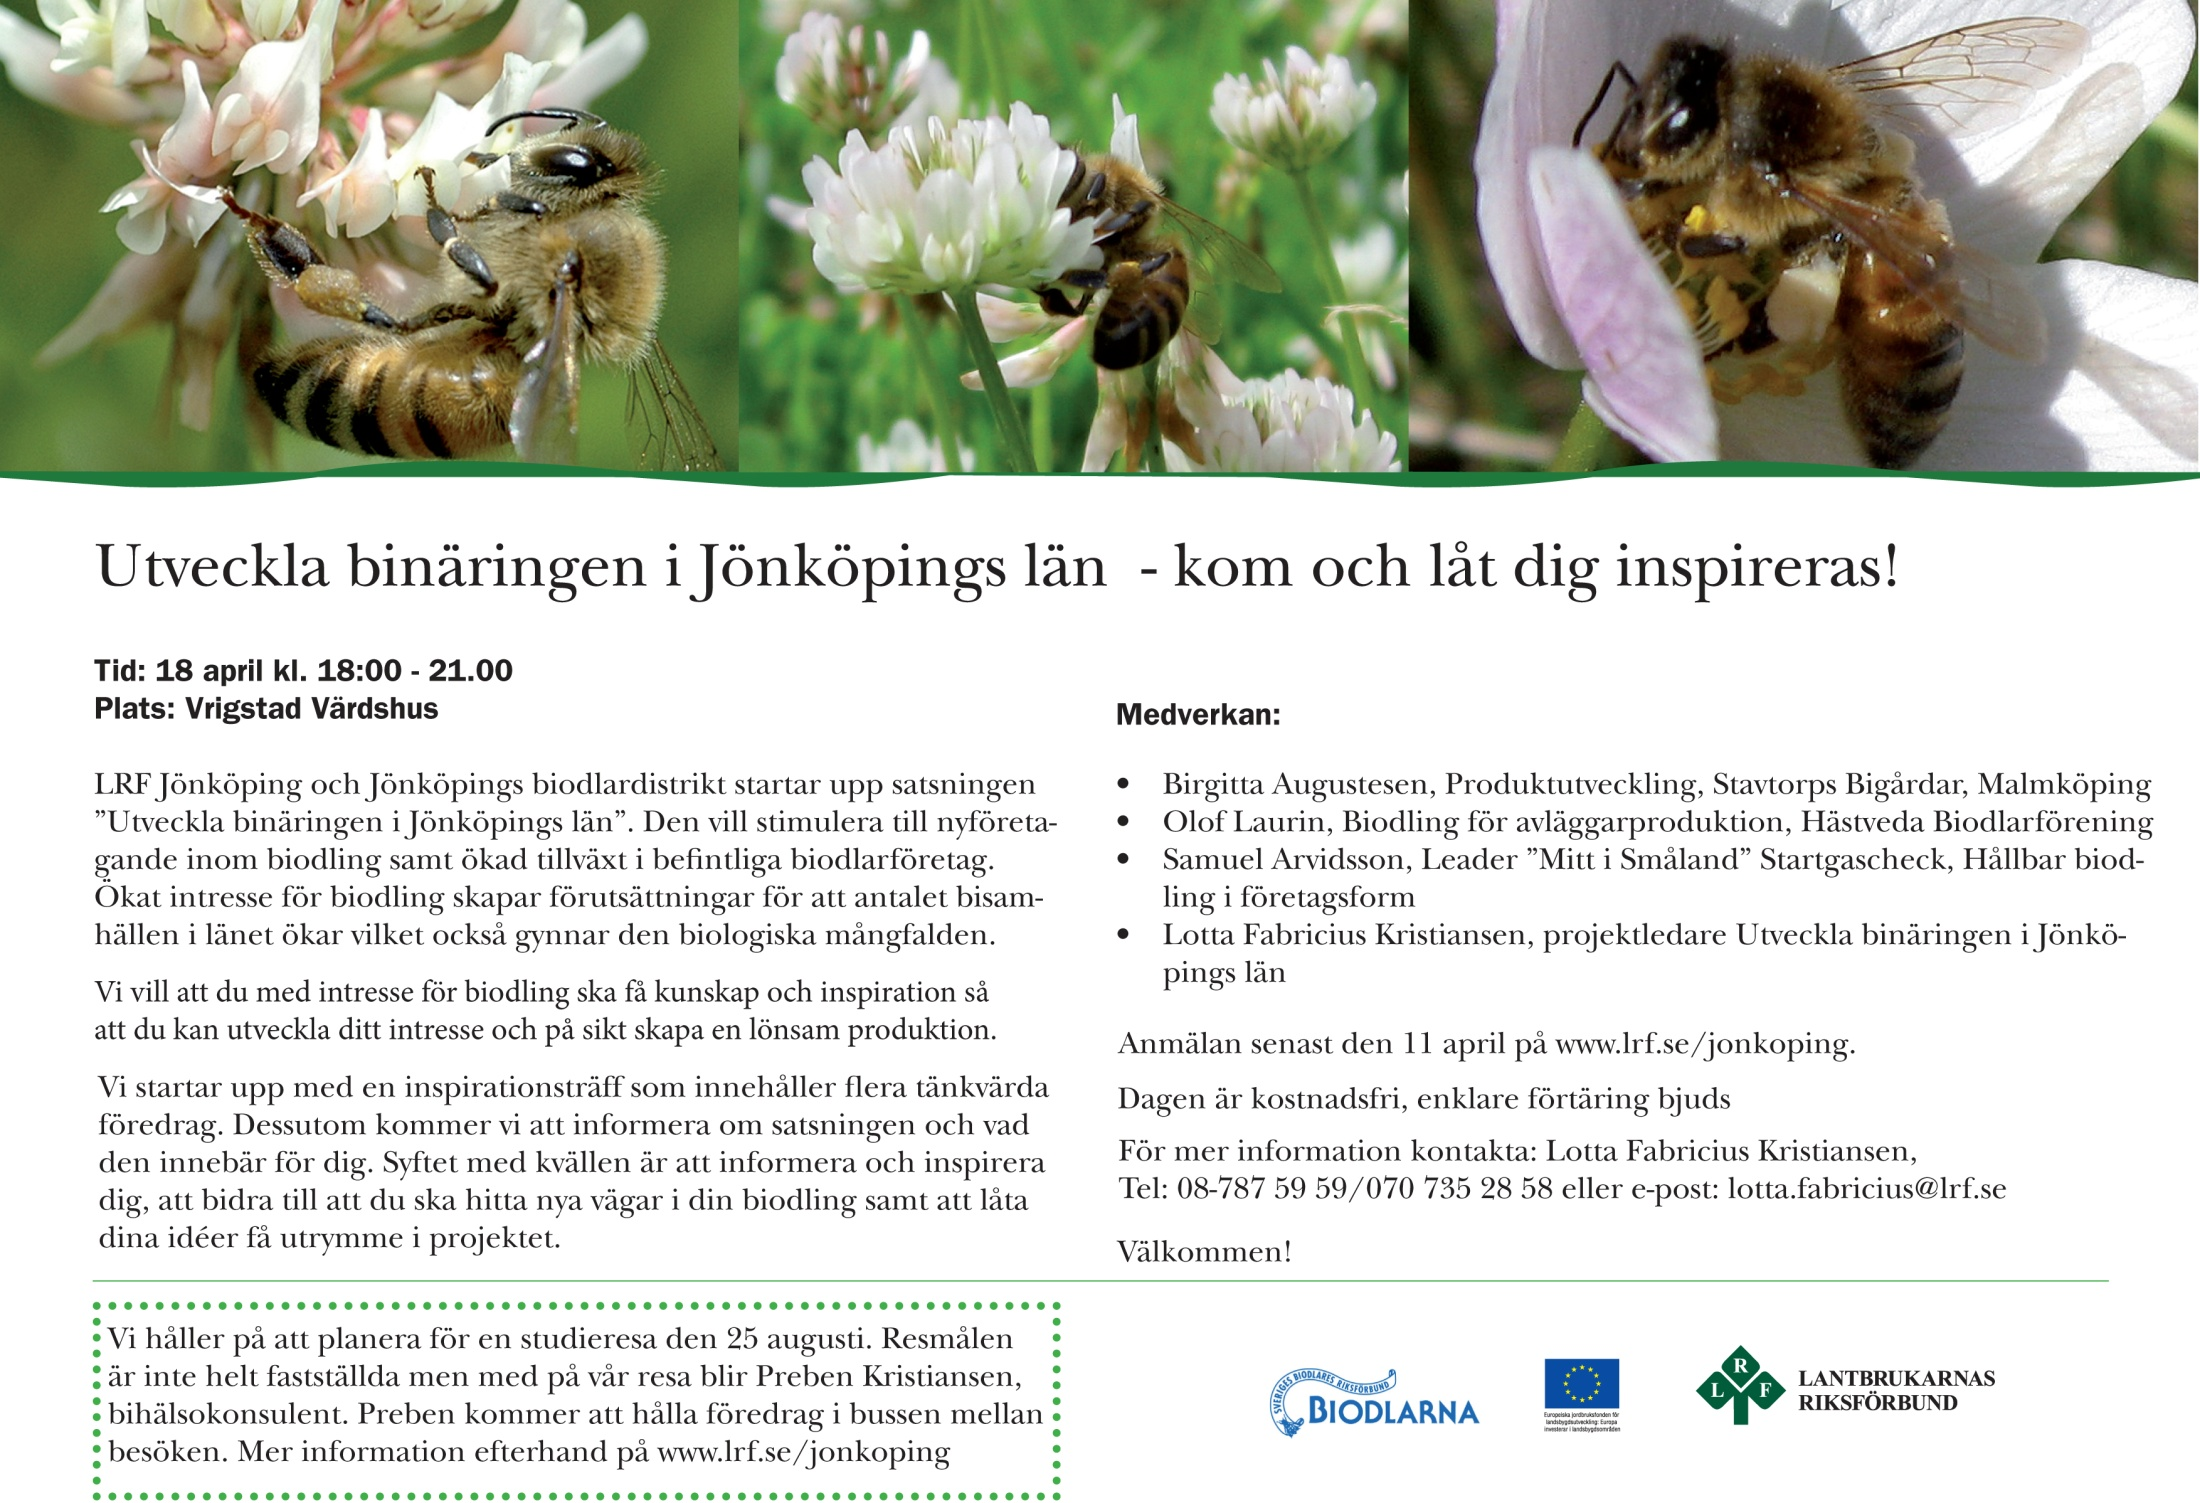 Utveckla binäringen i Jönköpings län - kom och låt dig inspireras!
Tid: 18 april kl. 18:00 - 21.00
Plats: Vrigstad Värdshus
LRF Jönköping och Jönköpings biodlardistrikt startar upp satsningen
”Utveckla binäringen i Jönköpings län”. Den vill stimulera till nyföreta-
gande inom biodling samt ökad tillväxt i befintliga biodlarföretag.
Ökat intresse för biodling skapar förutsättningar för att antalet bisam-
hällen i länet ökar vilket också gynnar den biologiska mångfalden.
Vi vill att du med intresse för biodling ska få kunskap och inspiration så
att du kan utveckla ditt intresse och på sikt skapa en lönsam produktion.
Vi startar upp med en inspirationsträff som innehåller flera tänkvärda
föredrag. Dessutom kommer vi att informera om satsningen och vad
den innebär för dig. Syftet med kvällen är att informera och inspirera
dig, att bidra till att du ska hitta nya vägar i din biodling samt att låta
dina idéer få utrymme i projektet.
Medverkan:
• Birgitta Augustesen, Produktutveckling, Stavtorps Bigårdar, Malmköping
• Olof Laurin, Biodling för avläggarproduktion, Hästveda Biodlarförening
• Samuel Arvidsson, Leader ”Mitt i Småland” Startgascheck, Hållbar biod-
ling i företagsform
• Lotta Fabricius Kristiansen, projektledare Utveckla binäringen i Jönkö-
pings län
Anmälan senast den 11 april på www.lrf.se/jonkoping.
Dagen är kostnadsfri, enklare förtäring bjuds
För mer information kontakta: Lotta Fabricius Kristiansen,
Tel: 08-787 59 59/070 735 28 58 eller e-post: lotta.fabricius@lrf.se
Välkommen!
Vi håller på att planera för en studieresa den 25 augusti. Resmålen
är inte helt fastställda men med på vår resa blir Preben Kristiansen,
bihälsokonsulent. Preben kommer att hålla föredrag i bussen mellan
besöken. Mer information efterhand på www.lrf.se/jonkoping
SVERIGES BIODLARES RIKSFÖRBUND
BIODLARNA
Europeiska jordbruksfonden för
landsbygdsutveckling: Europa
investerar i landsbygdsområden
L R F
LANTBRUKARNAS
RIKSFÖRBUND